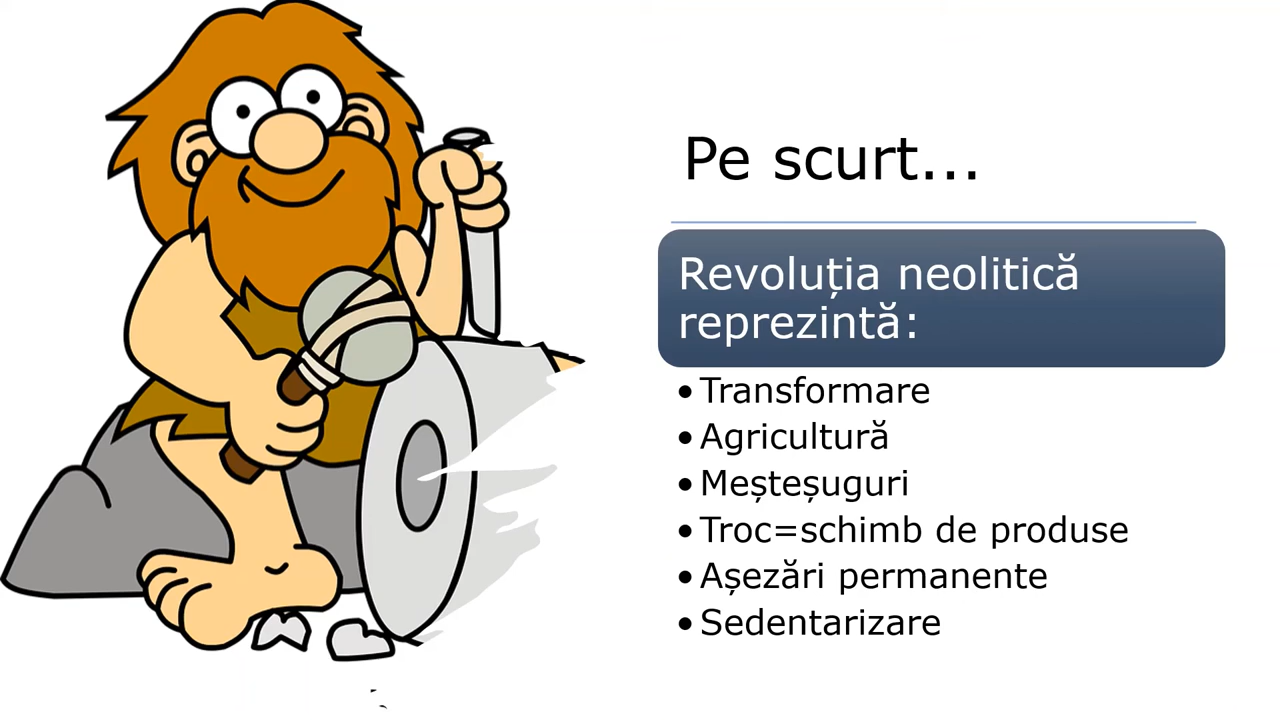 Pe scurt...
Revoluția neolitică
reprezintă:
•Transformare
•Agricultură
•Meșteșuguri
•Troc=schimb de produse
•Așezări permanente
•Sedentarizare